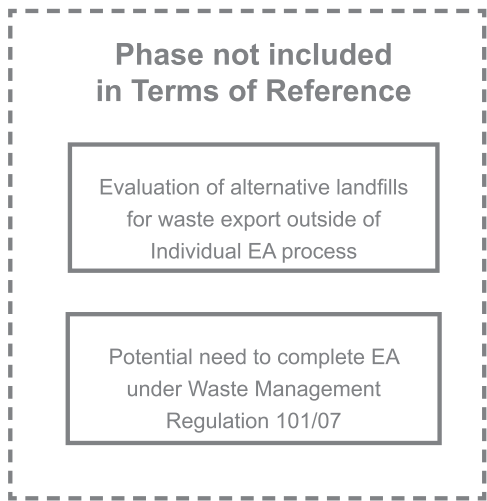 Phase not included
in Terms of Reference
Evaluation of alternative landfills
for waste export outside of
Individual EA process
Potential need to complete EA
under Waste Management
Regulation 101/07